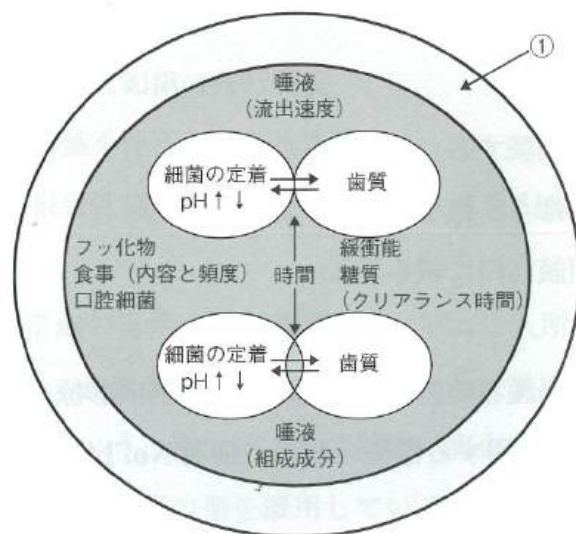 ①
唾液
(流出速度)
細菌の定着
pH↑↓
歯質
フッ化物
食事(内容と頻度)
口腔細菌
時間
緩衝能
糖質
(クリアランス時間)
細菌の定着
pH↑↓
歯質
唾液
(組成成分)